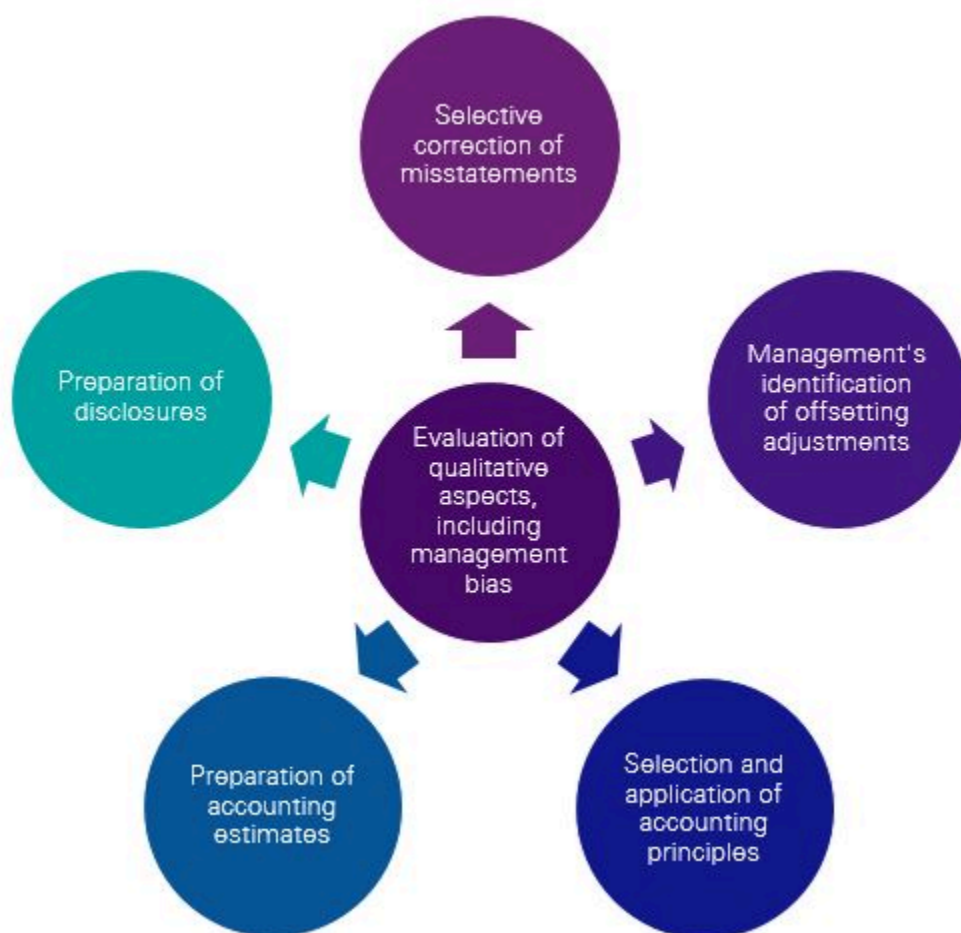 Selective
correction of
misstatements
Management's
identification
of offsetting
adjustments
Preparation of
disclosures
Evaluation of
qualitative
aspects,
including
management
bias
Selection and
application of
accounting
principles
Preparation of
accounting
estimates